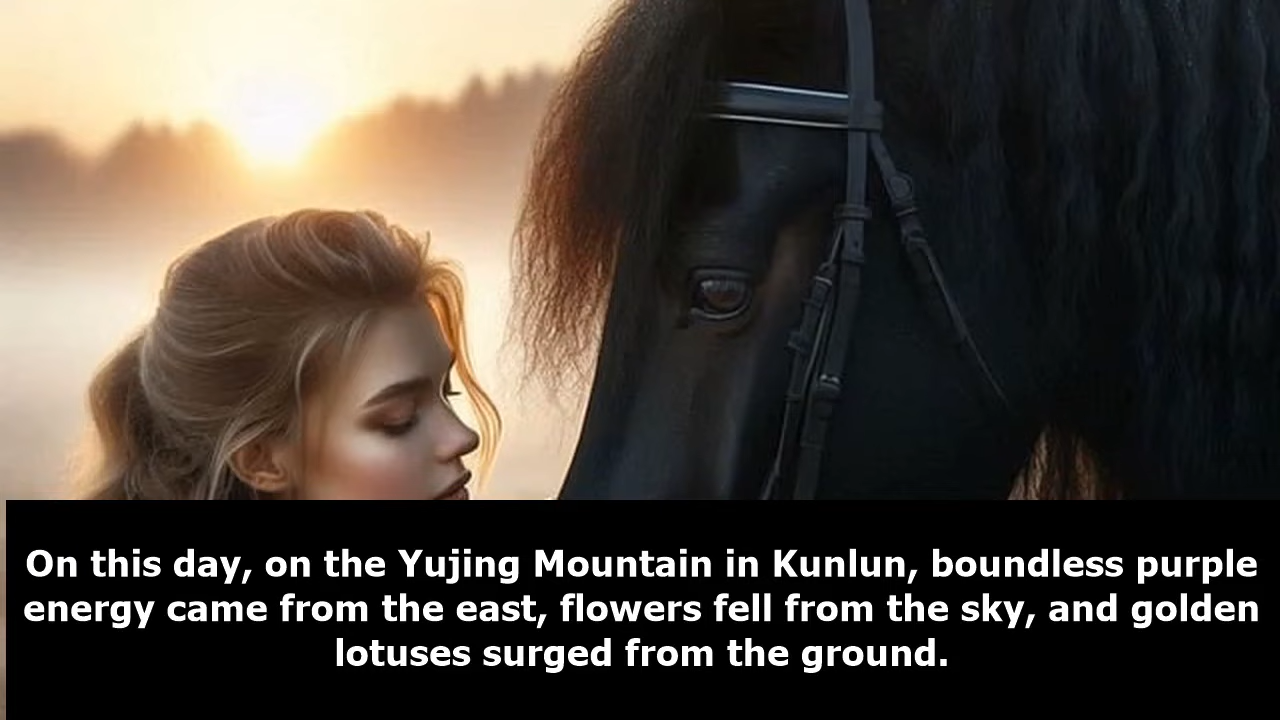 On this day, on the Yujing Mountain in Kunlun, boundless purple
energy came from the east, flowers fell from the sky, and golden
lotuses surged from the ground.